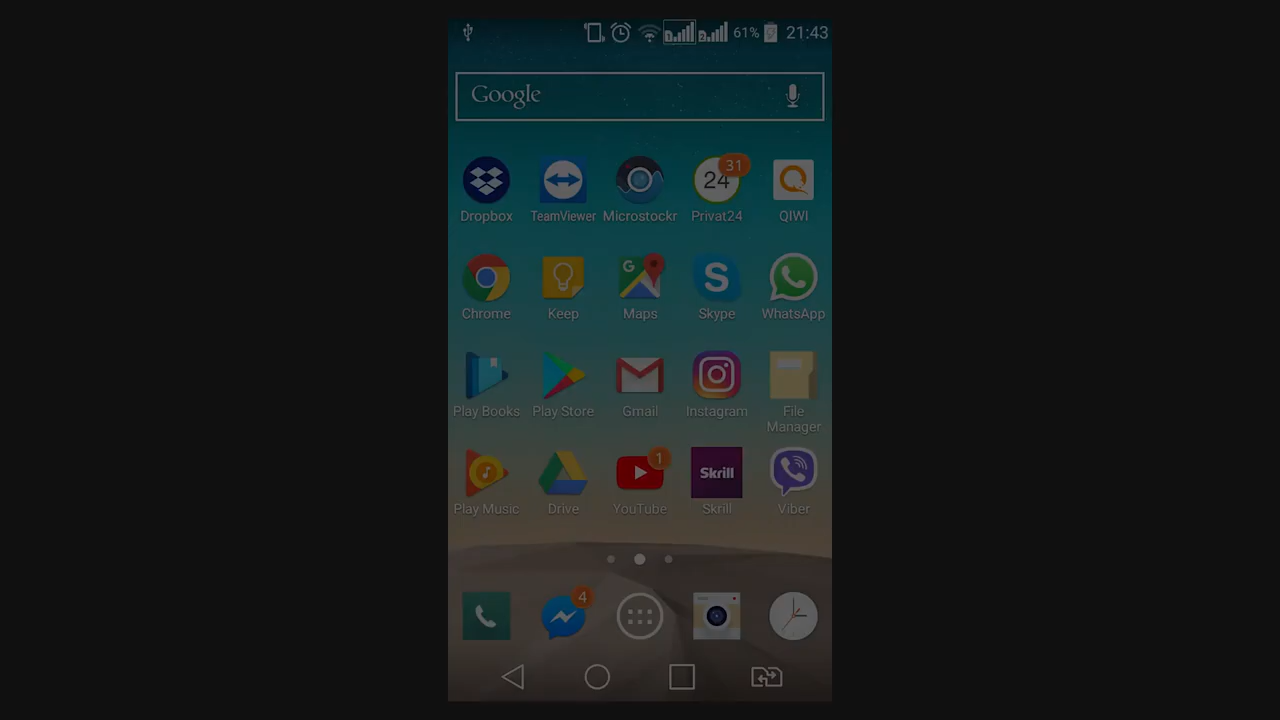 61% 21:43
Google
24 31
Dropbox TeamViewer Microstockr Privat24 QIWI
G S
Chrome Keep Maps Skype WhatsApp
Play Books Play Store Gmail Instagram File Manager
1 Skrill
Play Music Drive YouTube Skrill Viber
4